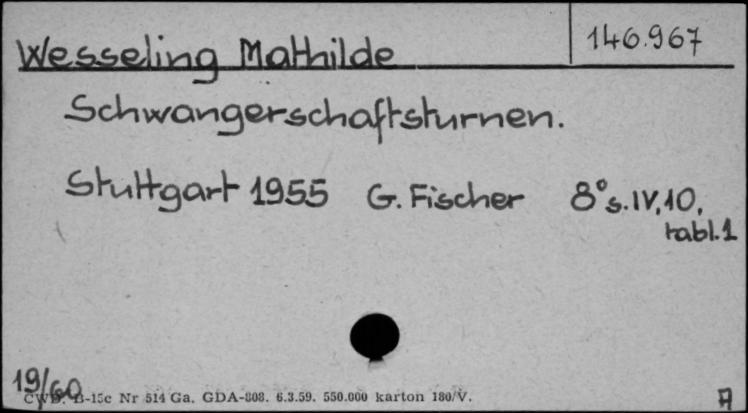 146.967
Wesseling Mathilde
Schwangerschaftsturnen.
Stuttgart 1955 G. Fischer 8° s. IV, 10,
tabl. 1
19/60
CWD. B-15c Nr 514 Ga. GDA-808. 6.3.59. 550.000 karton 180/V.
A